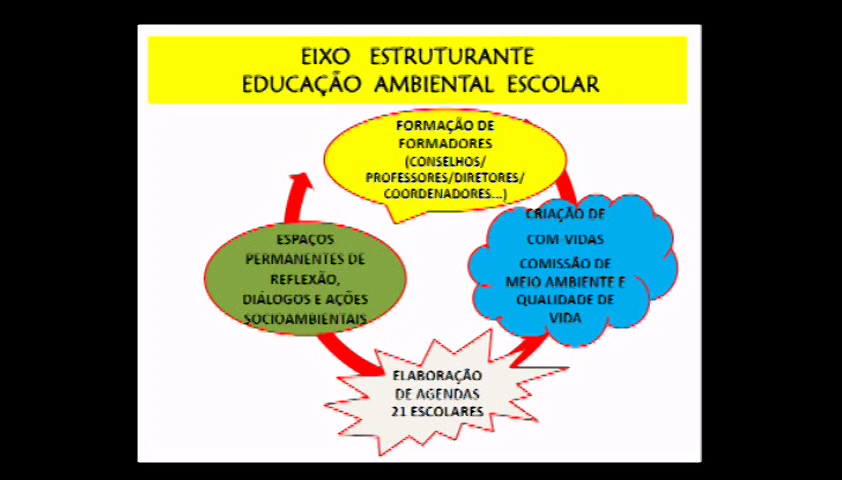 EIXO ESTRUTURANTE
EDUCAÇÃO AMBIENTAL ESCOLAR
FORMAÇÃO DE
FORMADORES
(CONSELHOS/
PROFESSORES/DIRETORES/
COORDENADORES...)
CRIAÇÃO DE
COM-VIDAS
COMISSÃO DE
MEIO AMBIENTE E
QUALIDADE DE
VIDA
ELABORAÇÃO
DE AGENDAS
21 ESCOLARES
ESPAÇOS
PERMANENTES DE
REFLEXÃO,
DIÁLOGOS E AÇÕES
SOCIOAMBIENTAIS